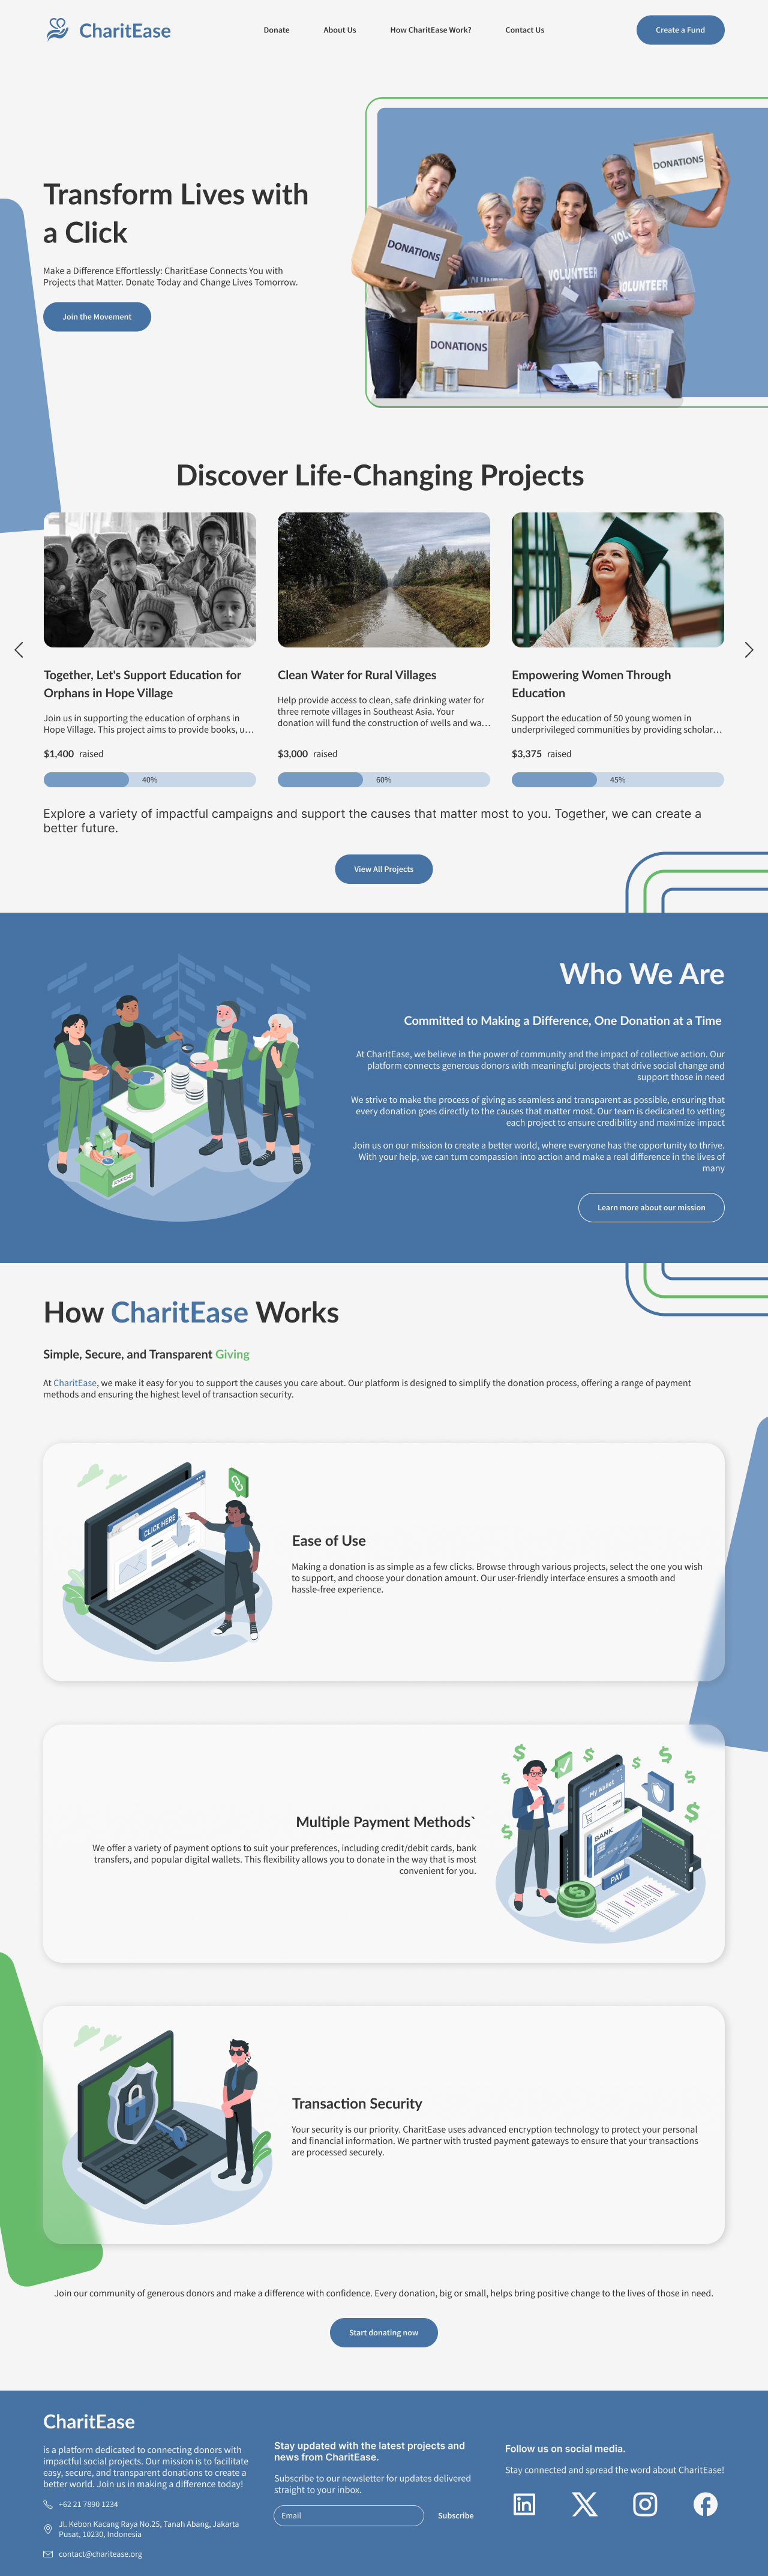 CharitEase
Donate
About Us
How CharitEase Work?
Contact Us
Create a Fund
DONATIONS
DONATIONS
VOLUNTEER
DONATIONS
Transform Lives with
a Click
Make a Difference Effortlessly: CharitEase Connects You with
Projects that Matter. Donate Today and Change Lives Tomorrow.
Join the Movement
Discover Life-Changing Projects
Together, Let's Support Education for
Orphans in Hope Village
Join us in supporting the education of orphans in
Hope Village. This project aims to provide books, u...
$1,400 raised
40%
Clean Water for Rural Villages
Help provide access to clean, safe drinking water for
three remote villages in Southeast Asia. Your
donation will fund the construction of wells and wa...
$3,000 raised
60%
Empowering Women Through
Education
Support the education of 50 young women in
underprivileged communities by providing scholar...
$3,375 raised
45%
Explore a variety of impactful campaigns and support the causes that matter most to you. Together, we can create a
better future.
View All Projects
Who We Are
Committed to Making a Difference, One Donation at a Time
At CharitEase, we believe in the power of community and the impact of collective action. Our
platform connects generous donors with meaningful projects that drive social change and
support those in need
We strive to make the process of giving as seamless and transparent as possible, ensuring that
every donation goes directly to the causes that matter most. Our team is dedicated to vetting
each project to ensure credibility and maximize impact
Join us on our mission to create a better world, where everyone has the opportunity to thrive.
With your help, we can turn compassion into action and make a real difference in the lives of
many
Learn more about our mission
How CharitEase Works
Simple, Secure, and Transparent Giving
At CharitEase, we make it easy for you to support the causes you care about. Our platform is designed to simplify the donation process, offering a range of payment
methods and ensuring the highest level of transaction security.
CLICK HERE
Ease of Use
Making a donation is as simple as a few clicks. Browse through various projects, select the one you wish
to support, and choose your donation amount. Our user-friendly interface ensures a smooth and
hassle-free experience.
Multiple Payment Methods`
We offer a variety of payment options to suit your preferences, including credit/debit cards, bank
transfers, and popular digital wallets. This flexibility allows you to donate in the way that is most
convenient for you.
My Wallet
BANK
PAY
Transaction Security
Your security is our priority. CharitEase uses advanced encryption technology to protect your personal
and financial information. We partner with trusted payment gateways to ensure that your transactions
are processed securely.
Join our community of generous donors and make a difference with confidence. Every donation, big or small, helps bring positive change to the lives of those in need.
Start donating now
CharitEase
is a platform dedicated to connecting donors with
impactful social projects. Our mission is to facilitate
easy, secure, and transparent donations to create a
better world. Join us in making a difference today!
+62 21 7890 1234
Jl. Kebon Kacang Raya No.25, Tanah Abang, Jakarta
Pusat, 10230, Indonesia
contact@charitease.org
Stay updated with the latest projects and
news from CharitEase.
Subscribe to our newsletter for updates delivered
straight to your inbox.
Email
Subscribe
Follow us on social media.
Stay connected and spread the word about CharitEase!